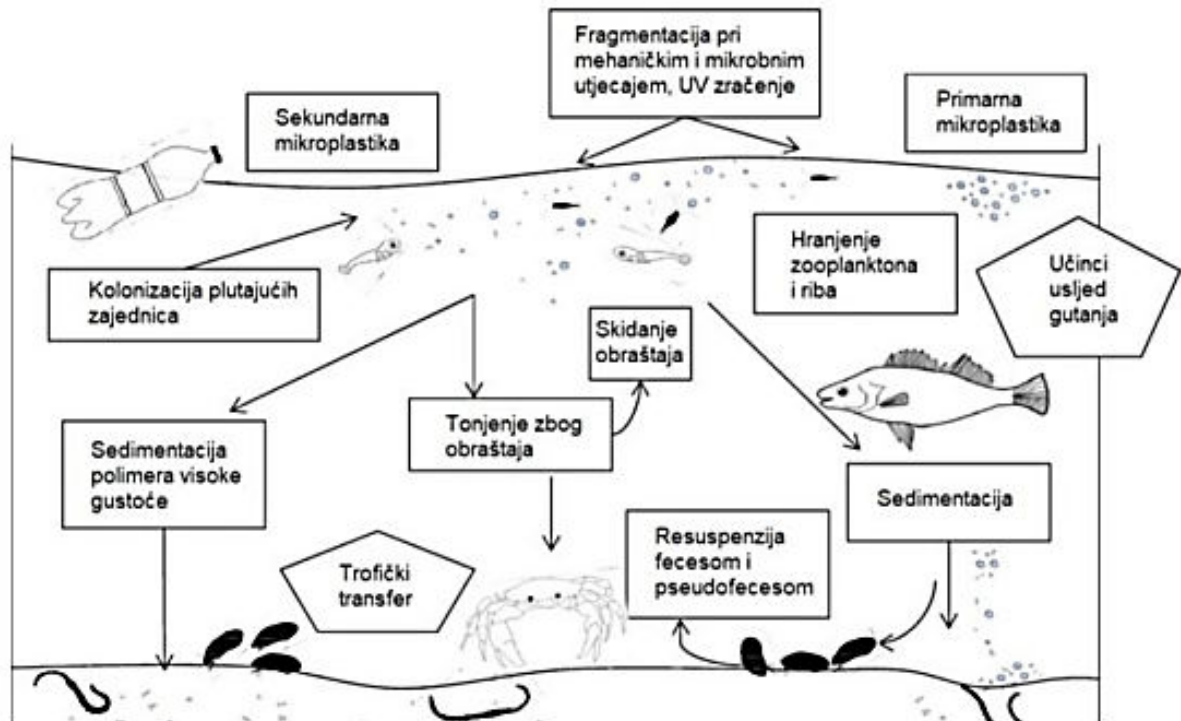 Fragmentacija pri
mehaničkim i mikrobnim
utjecajem, UV zračenje
Sekundarna
mikroplastika
Primarna
mikroplastika
Kolonizacija plutajućih
zajednica
Hranjenje
zooplanktona
i riba
Učinci
usljed
gutanja
Skidanje
obraštaja
Tonjenje zbog
obraštaja
Sedimentacija
polimera visoke
gustoće
Sedimentacija
Resuspenzija
fecesom i
pseudofecesom
Trofički
transfer